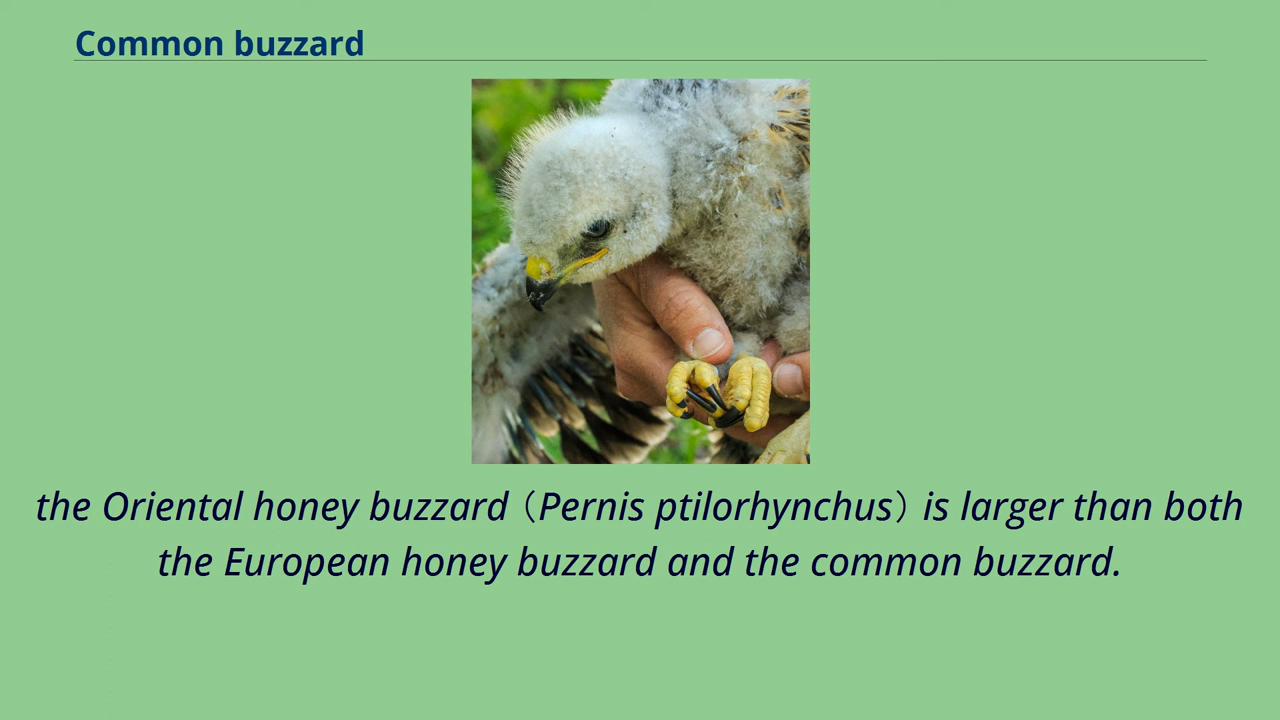 Common buzzard
the Oriental honey buzzard（Pernis ptilorhynchus）is larger than both
the European honey buzzard and the common buzzard.